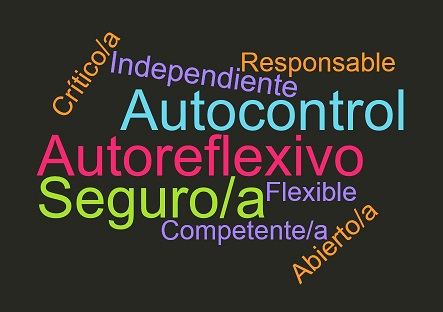 Crítico/a
Independiente
Responsable
Autocontrol
Autoreflexivo
Seguro/a
Flexible
Competente/a
Abierto/a